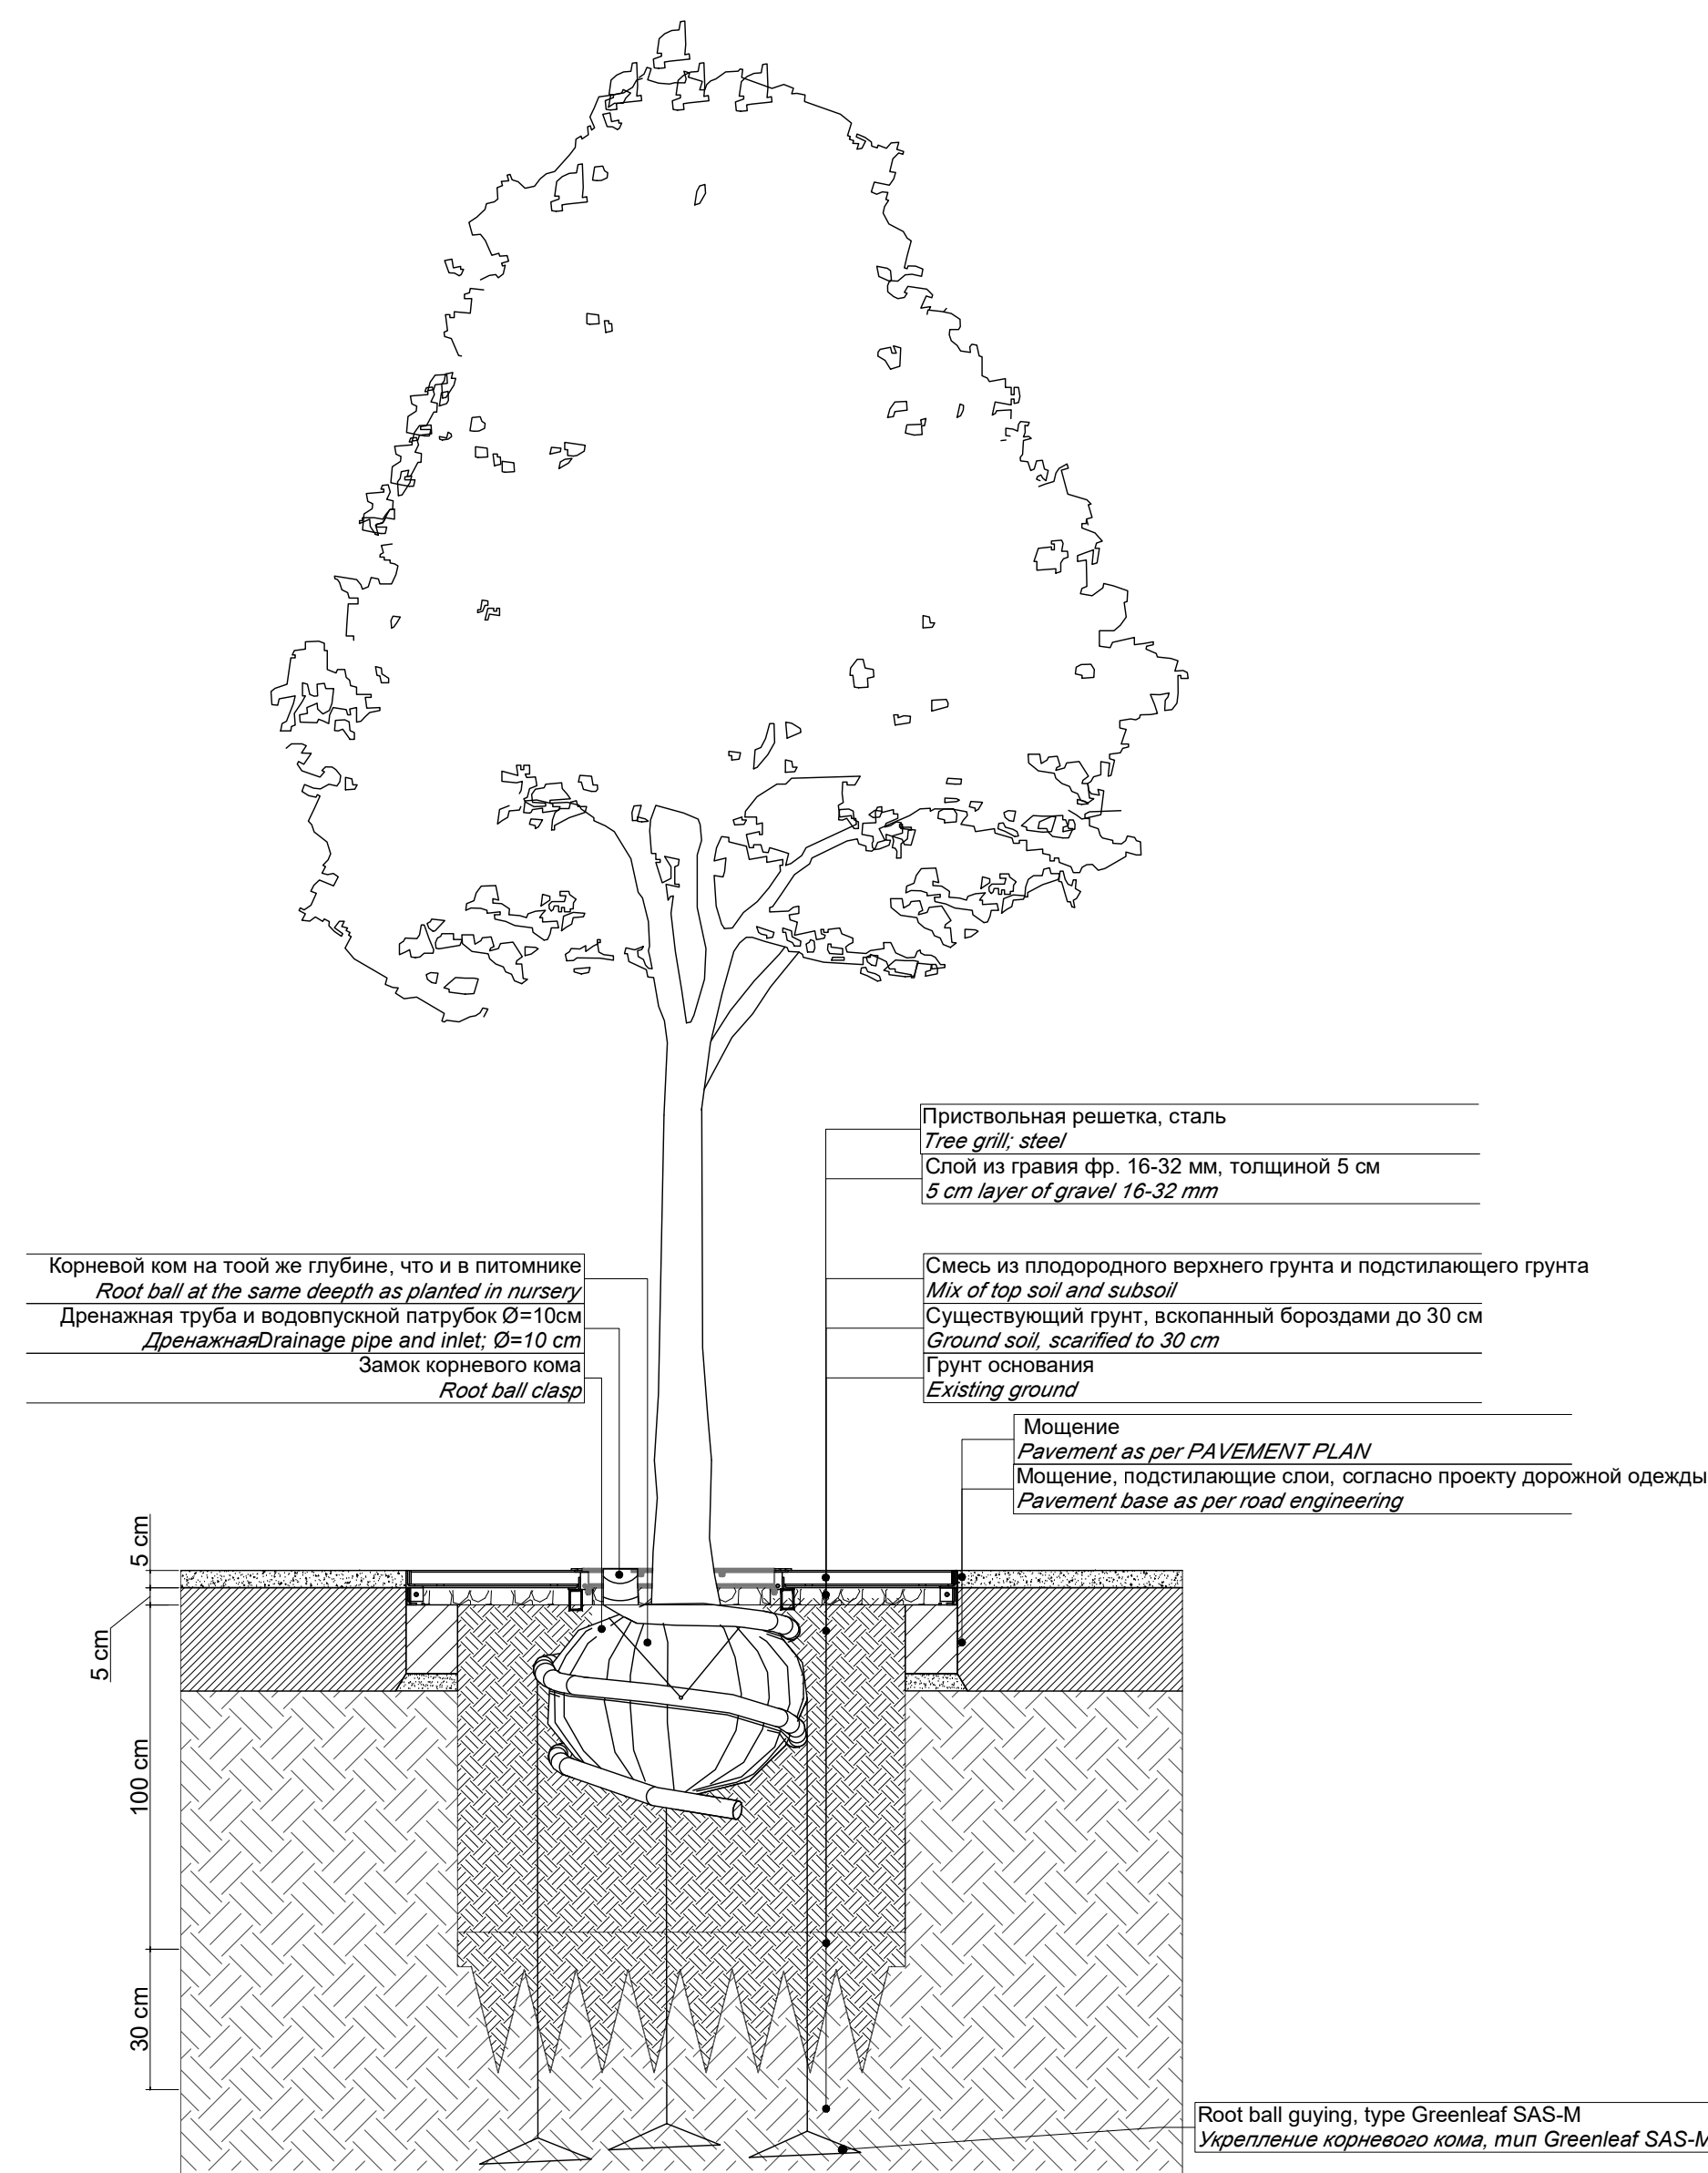 Приствольная решетка, сталь
Tree grill; steel
Слой из гравия фр. 16-32 мм, толщиной 5 см
5 cm layer of gravel 16-32 mm
Корневой ком на тоой же глубине, что и в питомнике
Root ball at the same deepth as planted in nursery
Дренажная труба и водовпускной патрубок Ø=10см
ДренажнаяDrainage pipe and inlet; Ø=10 cm
Замок корневого кома
Root ball clasp
Смесь из плодородного верхнего грунта и подстилающего грунта
Mix of top soil and subsoil
Существующий грунт, вскопанный бороздами до 30 см
Ground soil, scarified to 30 cm
Грунт основания
Existing ground
Мощение
Pavement as per PAVEMENT PLAN
Мощение, подстилающие слои, согласно проекту дорожной одежды
Pavement base as per road engineering
5 cm
5 cm
100 cm
30 cm
Root ball guying, type Greenleaf SAS-M
Укрепление корневого кома, тип Greenleaf SAS-M